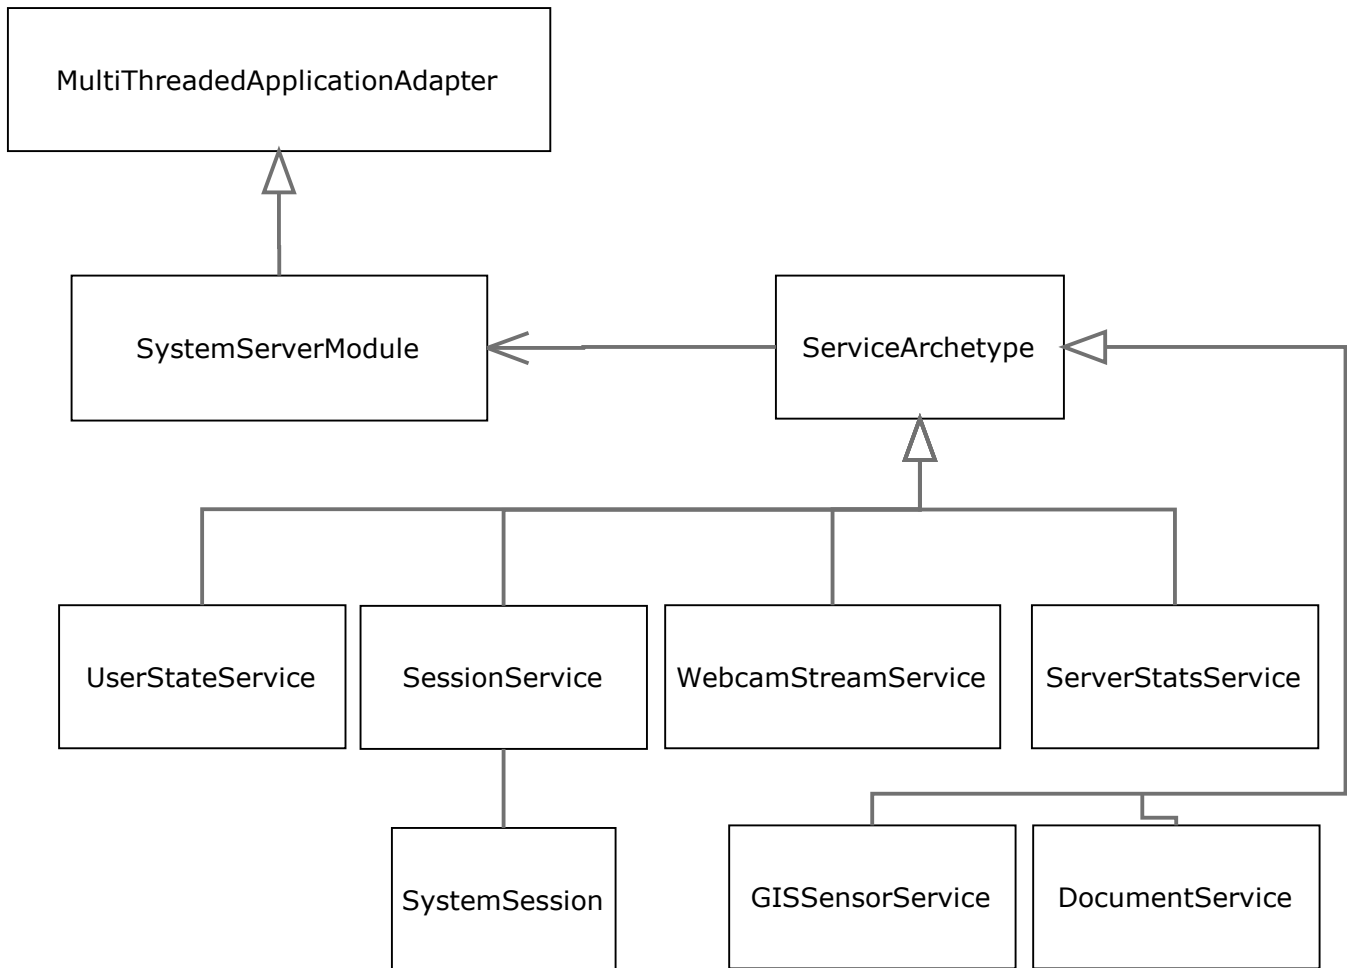 MultiThreadedApplicationAdapter
SystemServerModule
ServiceArchetype
UserStateService
SessionService
WebcamStreamService
ServerStatsService
SystemSession
GISSensorService
DocumentService